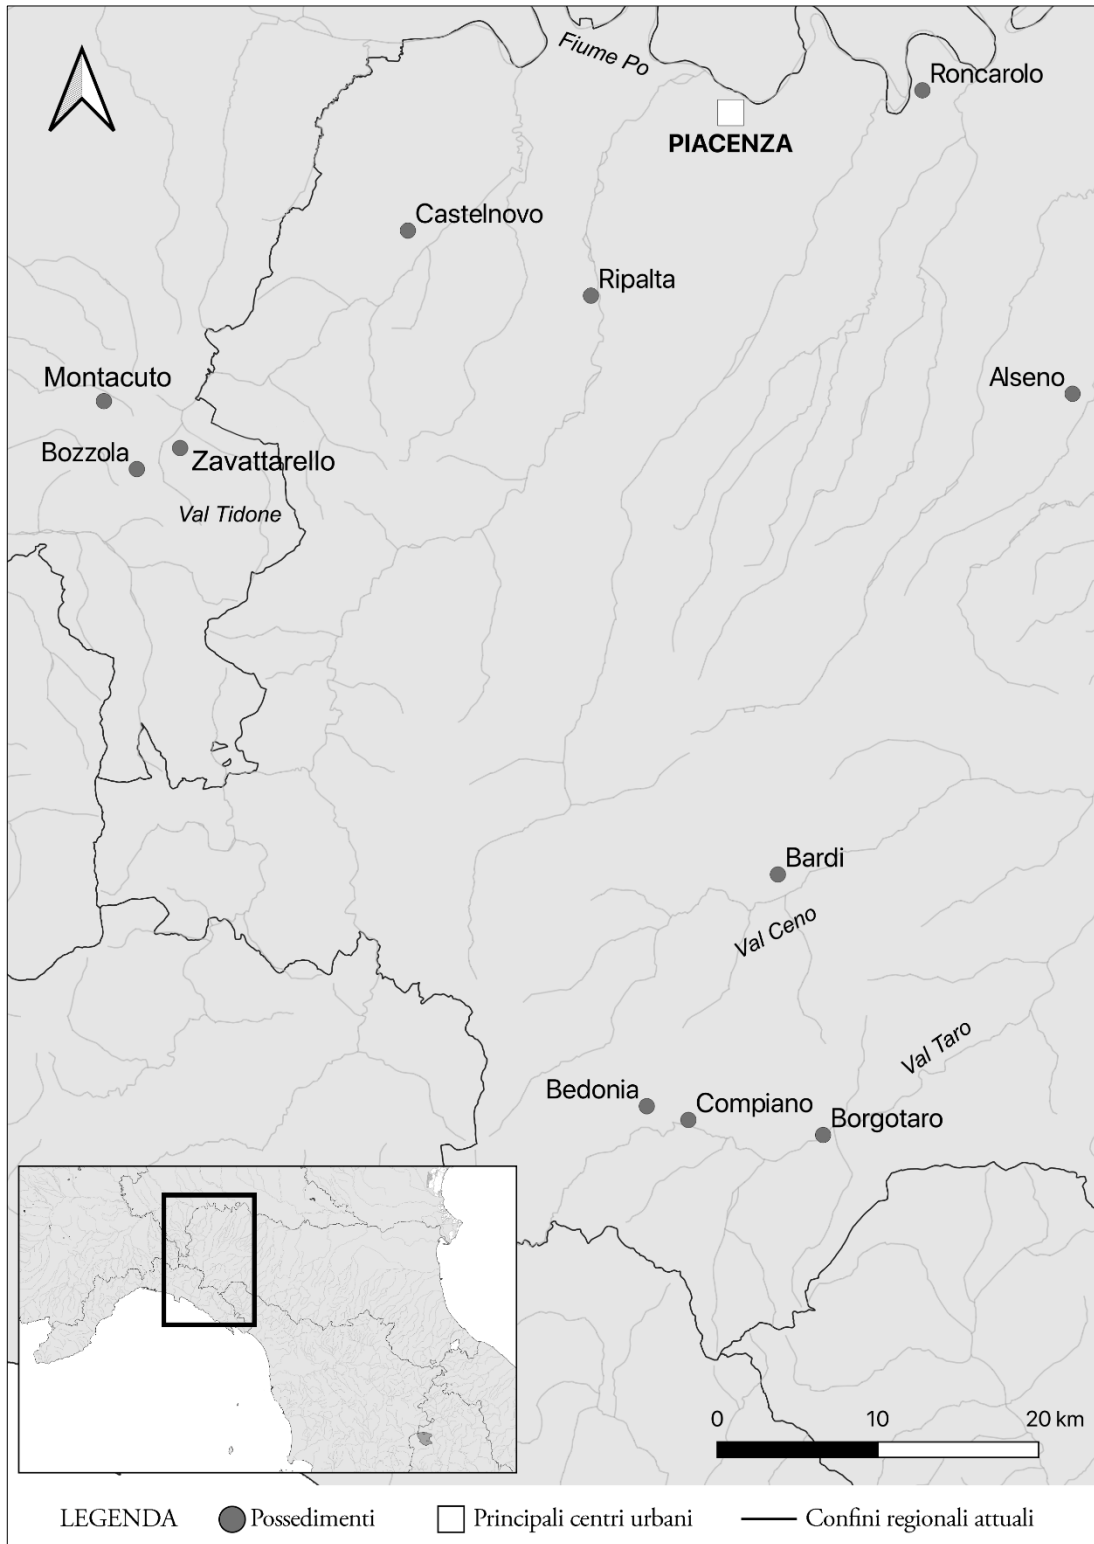 Fiume Po
Roncarolo
PIACENZA
Castelnovo
Ripalta
Montacuto
Alseno
Bozzola
Zavattarello
Val Tidone
Bardi
Val Ceno
Val Taro
Bedonia
Compiano
Borgotaro
0 10 20 km
LEGENDA Possedimenti Principali centri urbani Confini regionali attuali